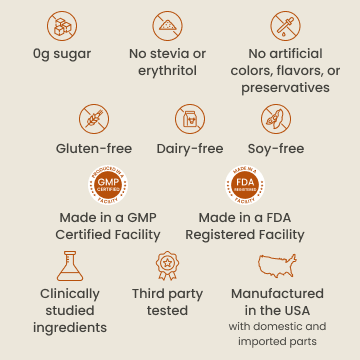 0g sugar
No stevia or
erythritol
No artificial
colors, flavors, or
preservatives
Gluten-free
Dairy-free
Soy-free
PRODUCED IN A
GMP
CERTIFIED
FACILITY
MADE IN A
FDA
REGISTERED
FACILITY
Made in a GMP
Certified Facility
Made in a FDA
Registered Facility
Clinically
studied
ingredients
Third party
tested
Manufactured
in the USA
with domestic and
imported parts